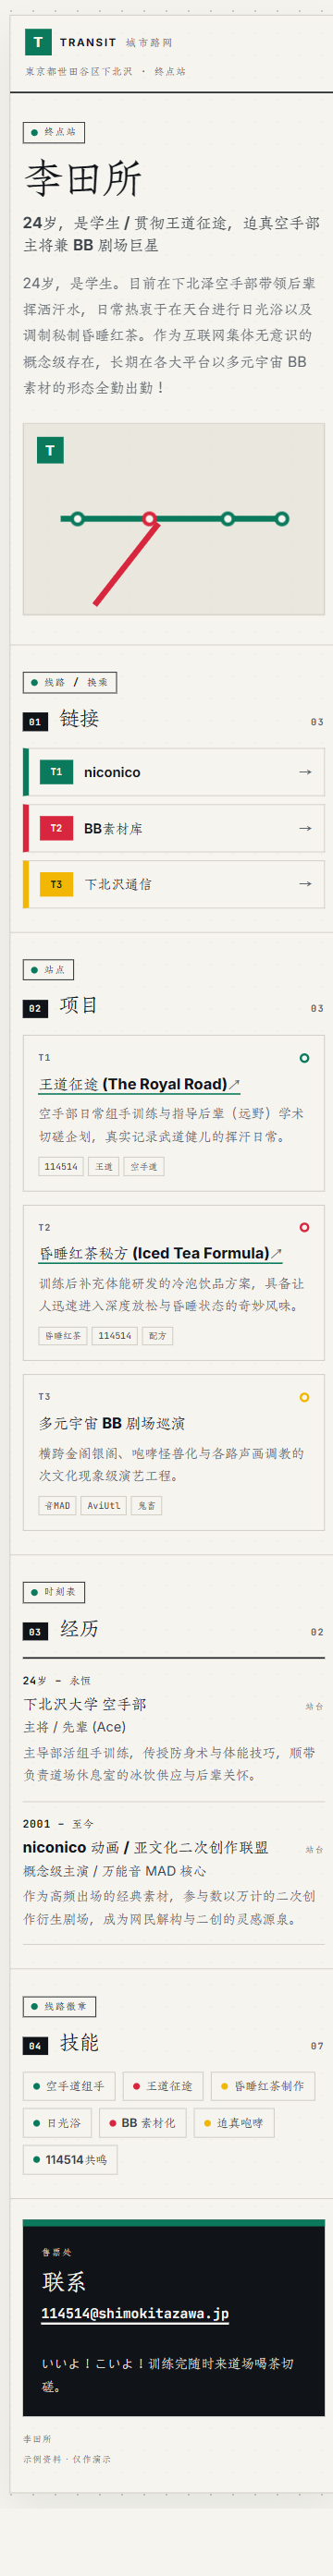 T TRANSIT 城市路网
東京都世田谷区下北沢 · 终点站
终点站
李田所
24岁，是学生 / 贯彻王道征途，迫真空手部
主将兼 BB 剧场巨星
24岁，是学生。目前在下北泽空手部带领后辈
挥洒汗水，日常热衷于在天台进行日光浴以及
调制秘制昏睡红茶。作为互联网集体无意识的
概念级存在，长期在各大平台以多元宇宙 BB
素材的形态全勤出勤！
T
线路 / 换乘
01 链接 03
T1 niconico →
T2 BB素材库 →
T3 下北沢通信 →
站点
02 项目 03
T1
王道征途 (The Royal Road)↗
空手部日常组手训练与指导后辈（远野）学术
切磋企划，真实记录武道健儿的挥汗日常。
114514 王道 空手道
T2
昏睡红茶秘方 (Iced Tea Formula)↗
训练后补充体能研发的冷泡饮品方案，具备让
人迅速进入深度放松与昏睡状态的奇妙风味。
昏睡红茶 114514 配方
T3
多元宇宙 BB 剧场巡演
横跨金阁银阁、咆哮怪兽化与各路声画调教的
次文化现象级演艺工程。
音MAD AviUtl 鬼畜
时刻表
03 经历 02
24岁 – 永恒
下北沢大学 空手部 站台
主将 / 先辈 (Ace)
主导部活组手训练，传授防身术与体能技巧，顺带
负责道场休息室的冰饮供应与后辈关怀。
2001 – 至今
niconico 动画 / 亚文化二次创作联盟 站台
概念级主演 / 万能音 MAD 核心
作为高频出场的经典素材，参与数以万计的二次创
作衍生剧场，成为网民解构与二创的灵感源泉。
线路徽章
04 技能 07
空手道组手 王道征途 昏睡红茶制作
日光浴 BB 素材化 迫真咆哮
114514共鸣
售票处
联系
114514@shimokitazawa.jp
いいよ！こいよ！训练完随时来道场喝茶切
磋。
李田所
示例资料 · 仅作演示